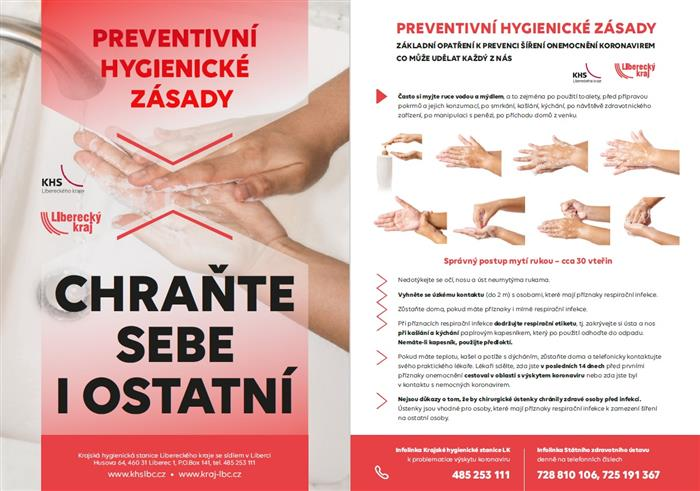 PREVENTIVNÍ
HYGIENICKÉ
ZÁSADY
KHS
Libereckého kraje
Liberecký
kraj
CHRAŇTE
SEBE
I OSTATNÍ
Krajská hygienická stanice Libereckého kraje se sídlem v Liberci
Husova 64, 460 31 Liberec 1, P.O.Box 141, tel. 485 253 111
www.khslbc.cz • www.kraj-lbc.cz
PREVENTIVNÍ HYGIENICKÉ ZÁSADY
ZÁKLADNÍ OPATŘENÍ K PREVENCI ŠÍŘENÍ ONEMOCNĚNÍ KORONAVIREM
CO MŮŽE UDĚLAT KAŽDÝ Z NÁS
KHS
Libereckého kraje
Liberecký
kraj
Často si myjte ruce vodou a mýdlem, a to zejména po použití toalety, před přípravou
pokrmů a jejich konzumací, po smrkání, kašlání, kýchání, po návštěvě zdravotnického
zařízení, po manipulaci s penězi, po příchodu domů z venku.
Správný postup mytí rukou – cca 30 vteřin
Nedotýkejte se očí, nosu a úst neumytýma rukama.
Vyhněte se úzkému kontaktu (do 2 m) s osobami, které mají příznaky respirační infekce.
Zůstaňte doma, pokud máte příznaky i mírné respirační infekce.
Při příznacích respirační infekce dodržujte respirační etiketu, tj. zakrývejte si ústa a nos
při kašlání a kýchání papírovým kapesníkem, který po použití odhoďte do odpadu.
Nemáte-li kapesník, použijte předloktí.
Pokud máte teplotu, kašel a potíže s dýcháním, zůstaňte doma a telefonicky kontaktujte
svého praktického lékaře. Lékaři sdělte, zda jste v posledních 14 dnech před prvními
příznaky onemocnění cestoval v oblasti s výskytem koronaviru nebo zda jste byl
v kontaktu s nemocným koronavirem.
Nejsou důkazy o tom, že by chirurgické ústenky chránily zdravé osoby před infekcí.
Ústenky jsou vhodné pro osoby, které mají příznaky respirační infekce k zamezení šíření
na ostatní osoby.
Infolinka Krajské hygienické stanice LK
k problematice výskytu koronaviru
485 253 111
Infolinka Státního zdravotního ústavu
denně na telefonních číslech
728 810 106, 725 191 367